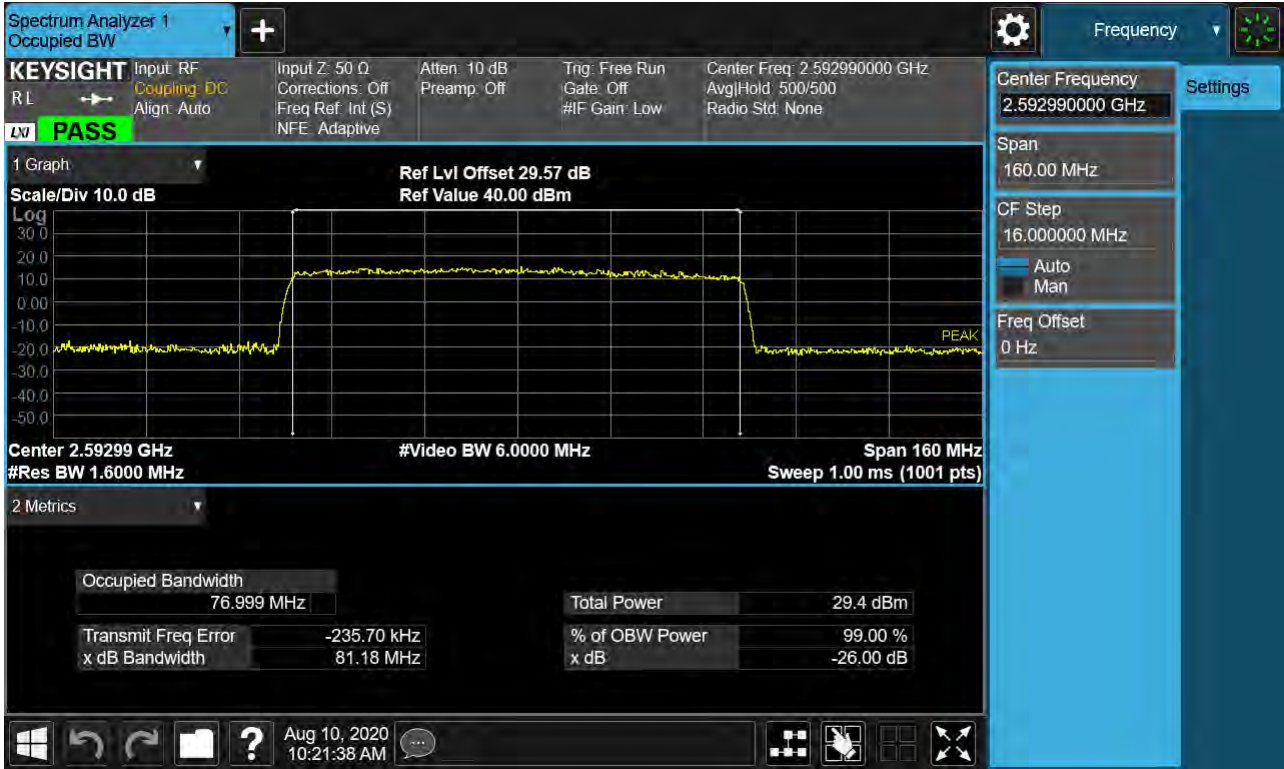 Spectrum Analyzer 1
Occupied BW
Frequency
KEYSIGHT
RL
LXI
PASS
Input: RF
Coupling: DC
Align: Auto
Input Z: 50 Ω
Corrections: Off
Freq Ref: Int (S)
NFE: Adaptive
Atten: 10 dB
Preamp: Off
Trig: Free Run
Gate: Off
#IF Gain: Low
Center Freq: 2.592990000 GHz
Avg|Hold: 500/500
Radio Std: None
Center Frequency
2.592990000 GHz
Settings
Span
160.00 MHz
CF Step
16.000000 MHz
Auto
Man
Freq Offset
0 Hz
1 Graph
Scale/Div 10.0 dB
Ref Lvl Offset 29.57 dB
Ref Value 40.00 dBm
Log
30.0
20.0
10.0
0.00
-10.0
-20.0
-30.0
-40.0
-50.0
PEAK
Center 2.59299 GHz
#Video BW 6.0000 MHz
Span 160 MHz
#Res BW 1.6000 MHz
Sweep 1.00 ms (1001 pts)
2 Metrics
Occupied Bandwidth
76.999 MHz
Total Power 29.4 dBm
Transmit Freq Error -235.70 kHz
% of OBW Power 99.00 %
x dB Bandwidth 81.18 MHz
x dB -26.00 dB
?
Aug 10, 2020
10:21:38 AM